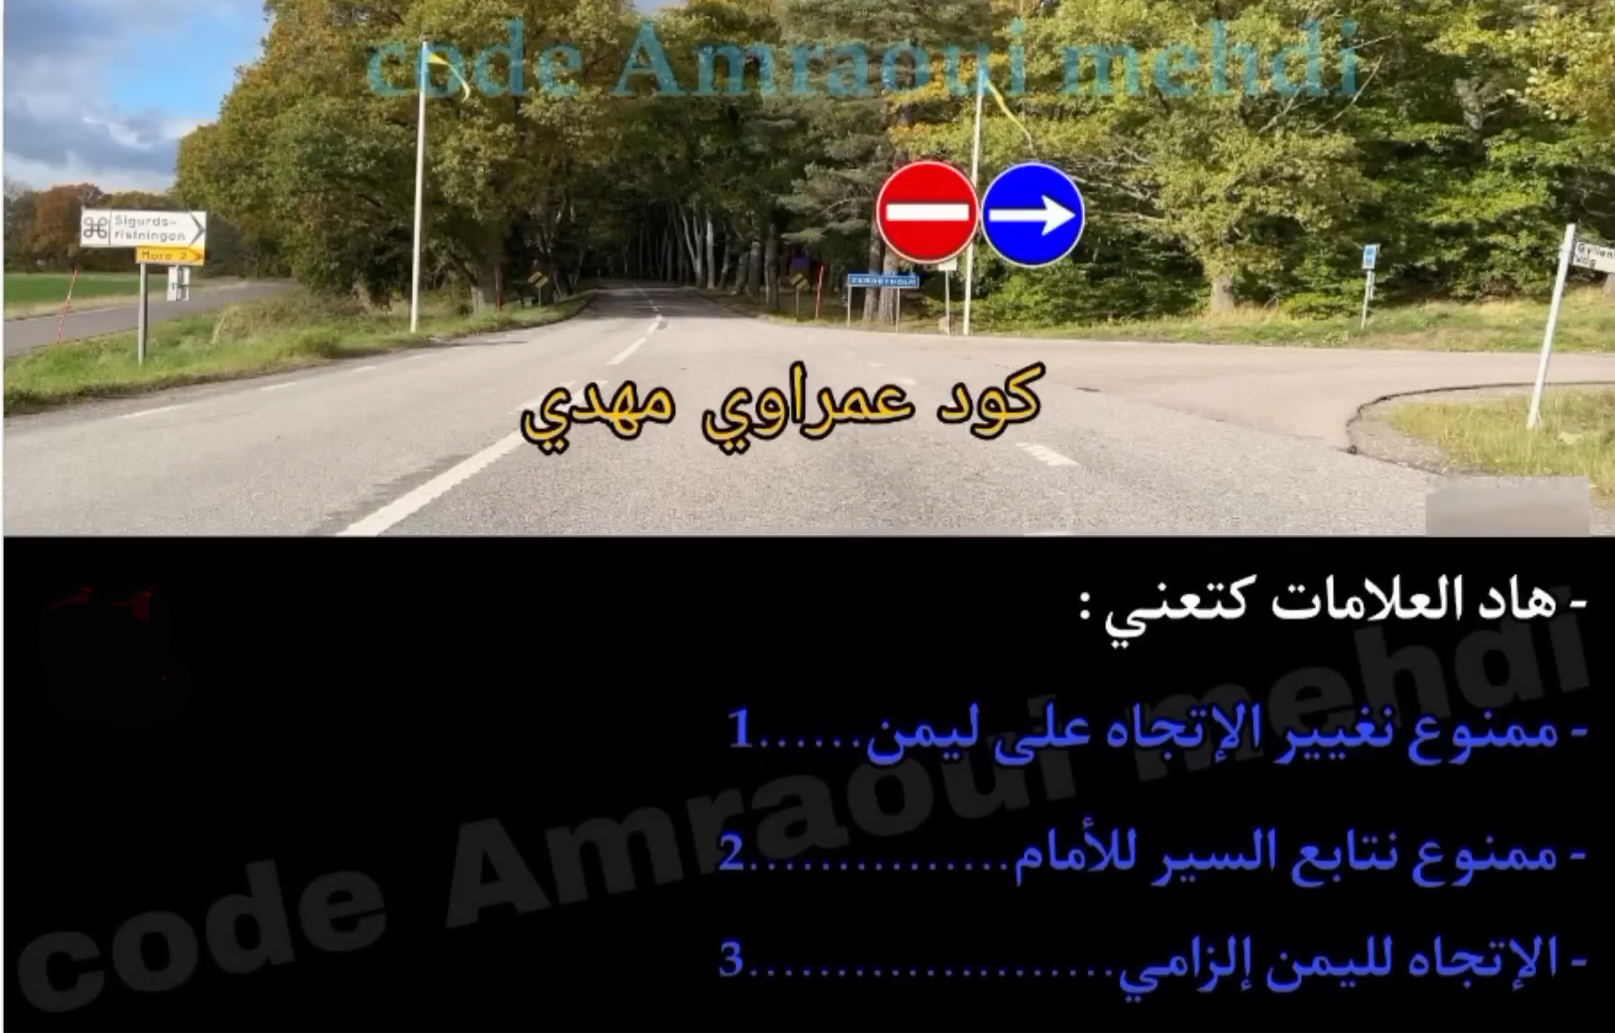 code Amraoui mehdi
Sigurds-
ristningen
Mora 2
كود عمراوي مهدي
- هاد العلامات كتعني :
- ممنوع نغيير الإتجاه على ليمن......1
- ممنوع نتابع السير للأمام...............2
- الإتجاه لليمن إلزامي.....................3
code Amraoui mehdi